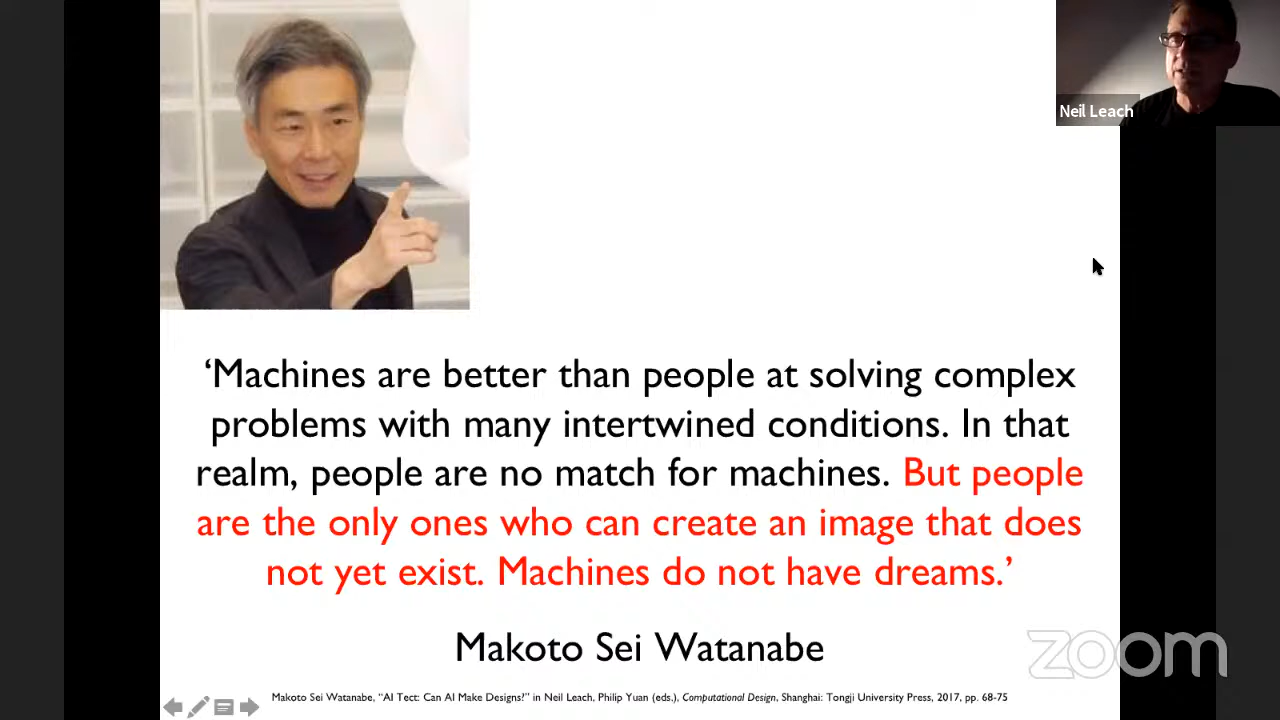 Neil Leach
‘Machines are better than people at solving complex
problems with many intertwined conditions. In that
realm, people are no match for machines. But people
are the only ones who can create an image that does
not yet exist. Machines do not have dreams.’
Makoto Sei Watanabe
zoom
Makoto Sei Watanabe, “AI Tect: Can AI Make Designs?” in Neil Leach, Philip Yuan (eds.), Computational Design, Shanghai: Tongji University Press, 2017, pp. 68-75